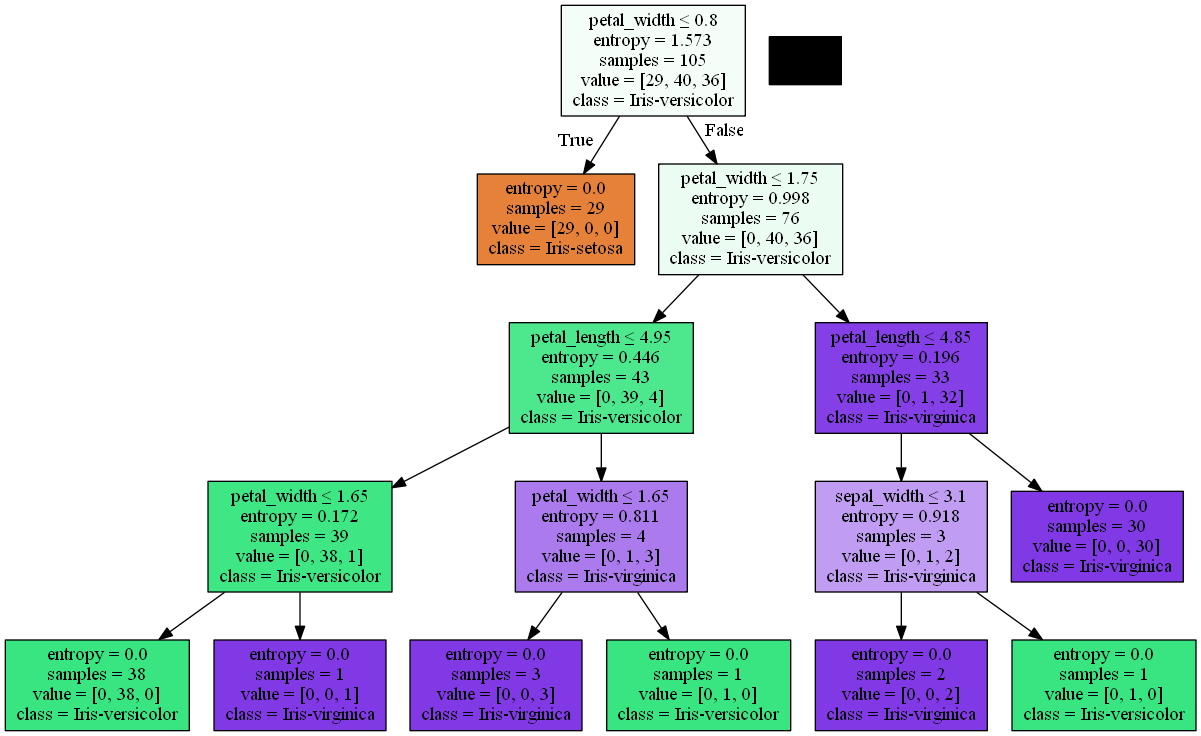 petal_width ≤ 0.8
entropy = 1.573
samples = 105
value = [29, 40, 36]
class = Iris-versicolor
True
False
entropy = 0.0
samples = 29
value = [29, 0, 0]
class = Iris-setosa
petal_width ≤ 1.75
entropy = 0.998
samples = 76
value = [0, 40, 36]
class = Iris-versicolor
petal_length ≤ 4.95
entropy = 0.446
samples = 43
value = [0, 39, 4]
class = Iris-versicolor
petal_length ≤ 4.85
entropy = 0.196
samples = 33
value = [0, 1, 32]
class = Iris-virginica
petal_width ≤ 1.65
entropy = 0.172
samples = 39
value = [0, 38, 1]
class = Iris-versicolor
petal_width ≤ 1.65
entropy = 0.811
samples = 4
value = [0, 1, 3]
class = Iris-virginica
sepal_width ≤ 3.1
entropy = 0.918
samples = 3
value = [0, 1, 2]
class = Iris-virginica
entropy = 0.0
samples = 30
value = [0, 0, 30]
class = Iris-virginica
entropy = 0.0
samples = 38
value = [0, 38, 0]
class = Iris-versicolor
entropy = 0.0
samples = 1
value = [0, 0, 1]
class = Iris-virginica
entropy = 0.0
samples = 3
value = [0, 0, 3]
class = Iris-virginica
entropy = 0.0
samples = 1
value = [0, 1, 0]
class = Iris-versicolor
entropy = 0.0
samples = 2
value = [0, 0, 2]
class = Iris-virginica
entropy = 0.0
samples = 1
value = [0, 1, 0]
class = Iris-versicolor